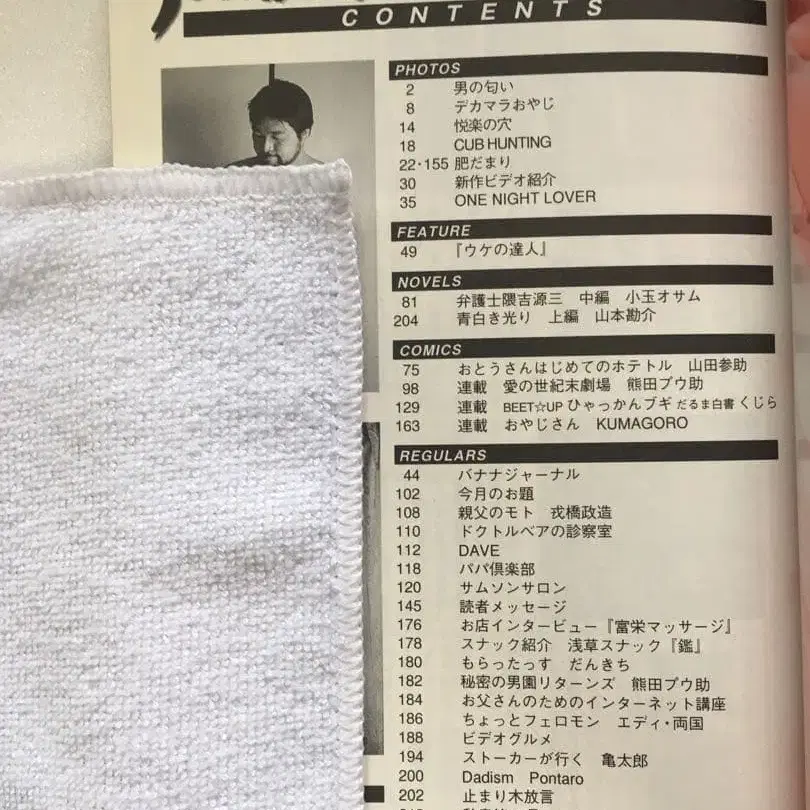 CONTENTS
PHOTOS
2 男の匂い
8 デカマラおやじ
14 悦楽の穴
18 CUB HUNTING
22・155 肥だまり
30 新作ビデオ紹介
35 ONE NIGHT LOVER
FEATURE
49 『ウケの達人』
NOVELS
81 弁護士隈吉源三 中編 小玉オサム
204 青白き光り 上編 山本勘介
COMICS
75 おとうさんはじめてのホテトル 山田参助
98 連載 愛の世紀末劇場 熊田プウ助
129 連載 BEET☆UP ひゃっかんブギ だるま白書 くじら
163 連載 おやじさん KUMAGORO
REGULARS
44 バナナジャーナル
102 今月のお題
108 親父のモト 戎橋政造
110 ドクトルベアの診察室
112 DAVE
118 パパ倶楽部
120 サムソンサロン
145 読者メッセージ
176 お店インタービュー『富栄マッサージ』
178 スナック紹介 浅草スナック『鑑』
180 もらったっす だんきち
182 秘密の男園リターンズ 熊田プウ助
184 お父さんのためのインターネット講座
186 ちょっとフェロモン エディ・両国
188 ビデオグルメ
194 ストーカーが行く 亀太郎
200 Dadism Pontaro
202 止まり木放言